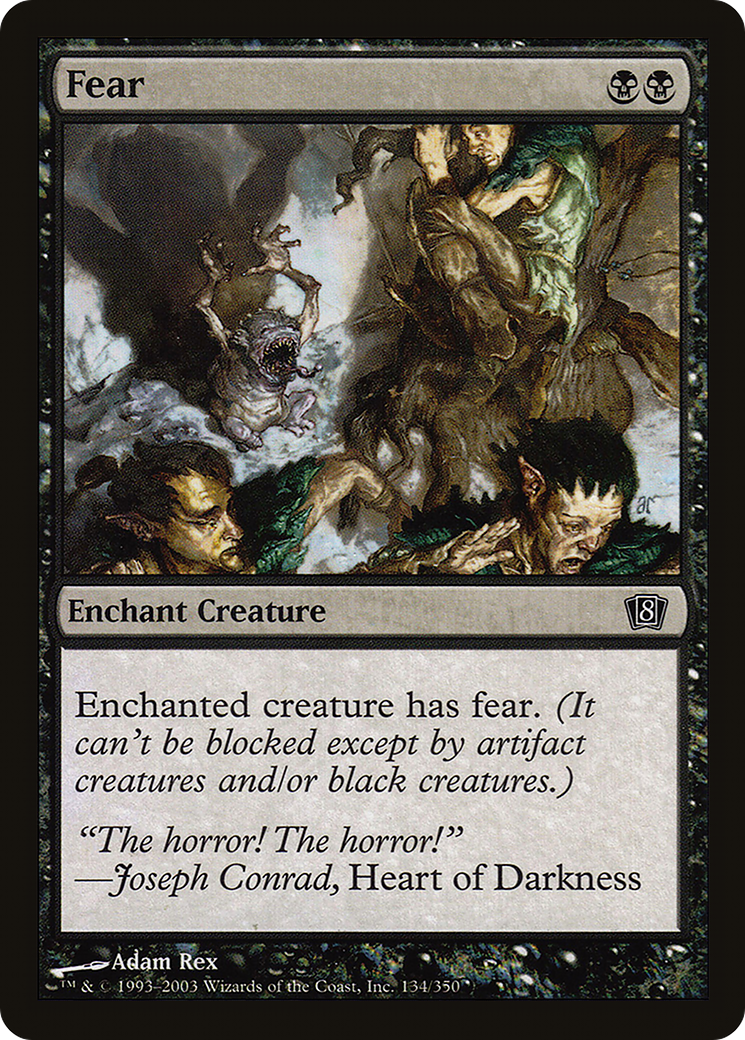 Fear
Enchant Creature
8
Enchanted creature has fear. (It
can't be blocked except by artifact
creatures and/or black creatures.)
"The horror! The horror!"
—Joseph Conrad, Heart of Darkness
ar
Adam Rex
™ & © 1993–2003 Wizards of the Coast, Inc. 134/350